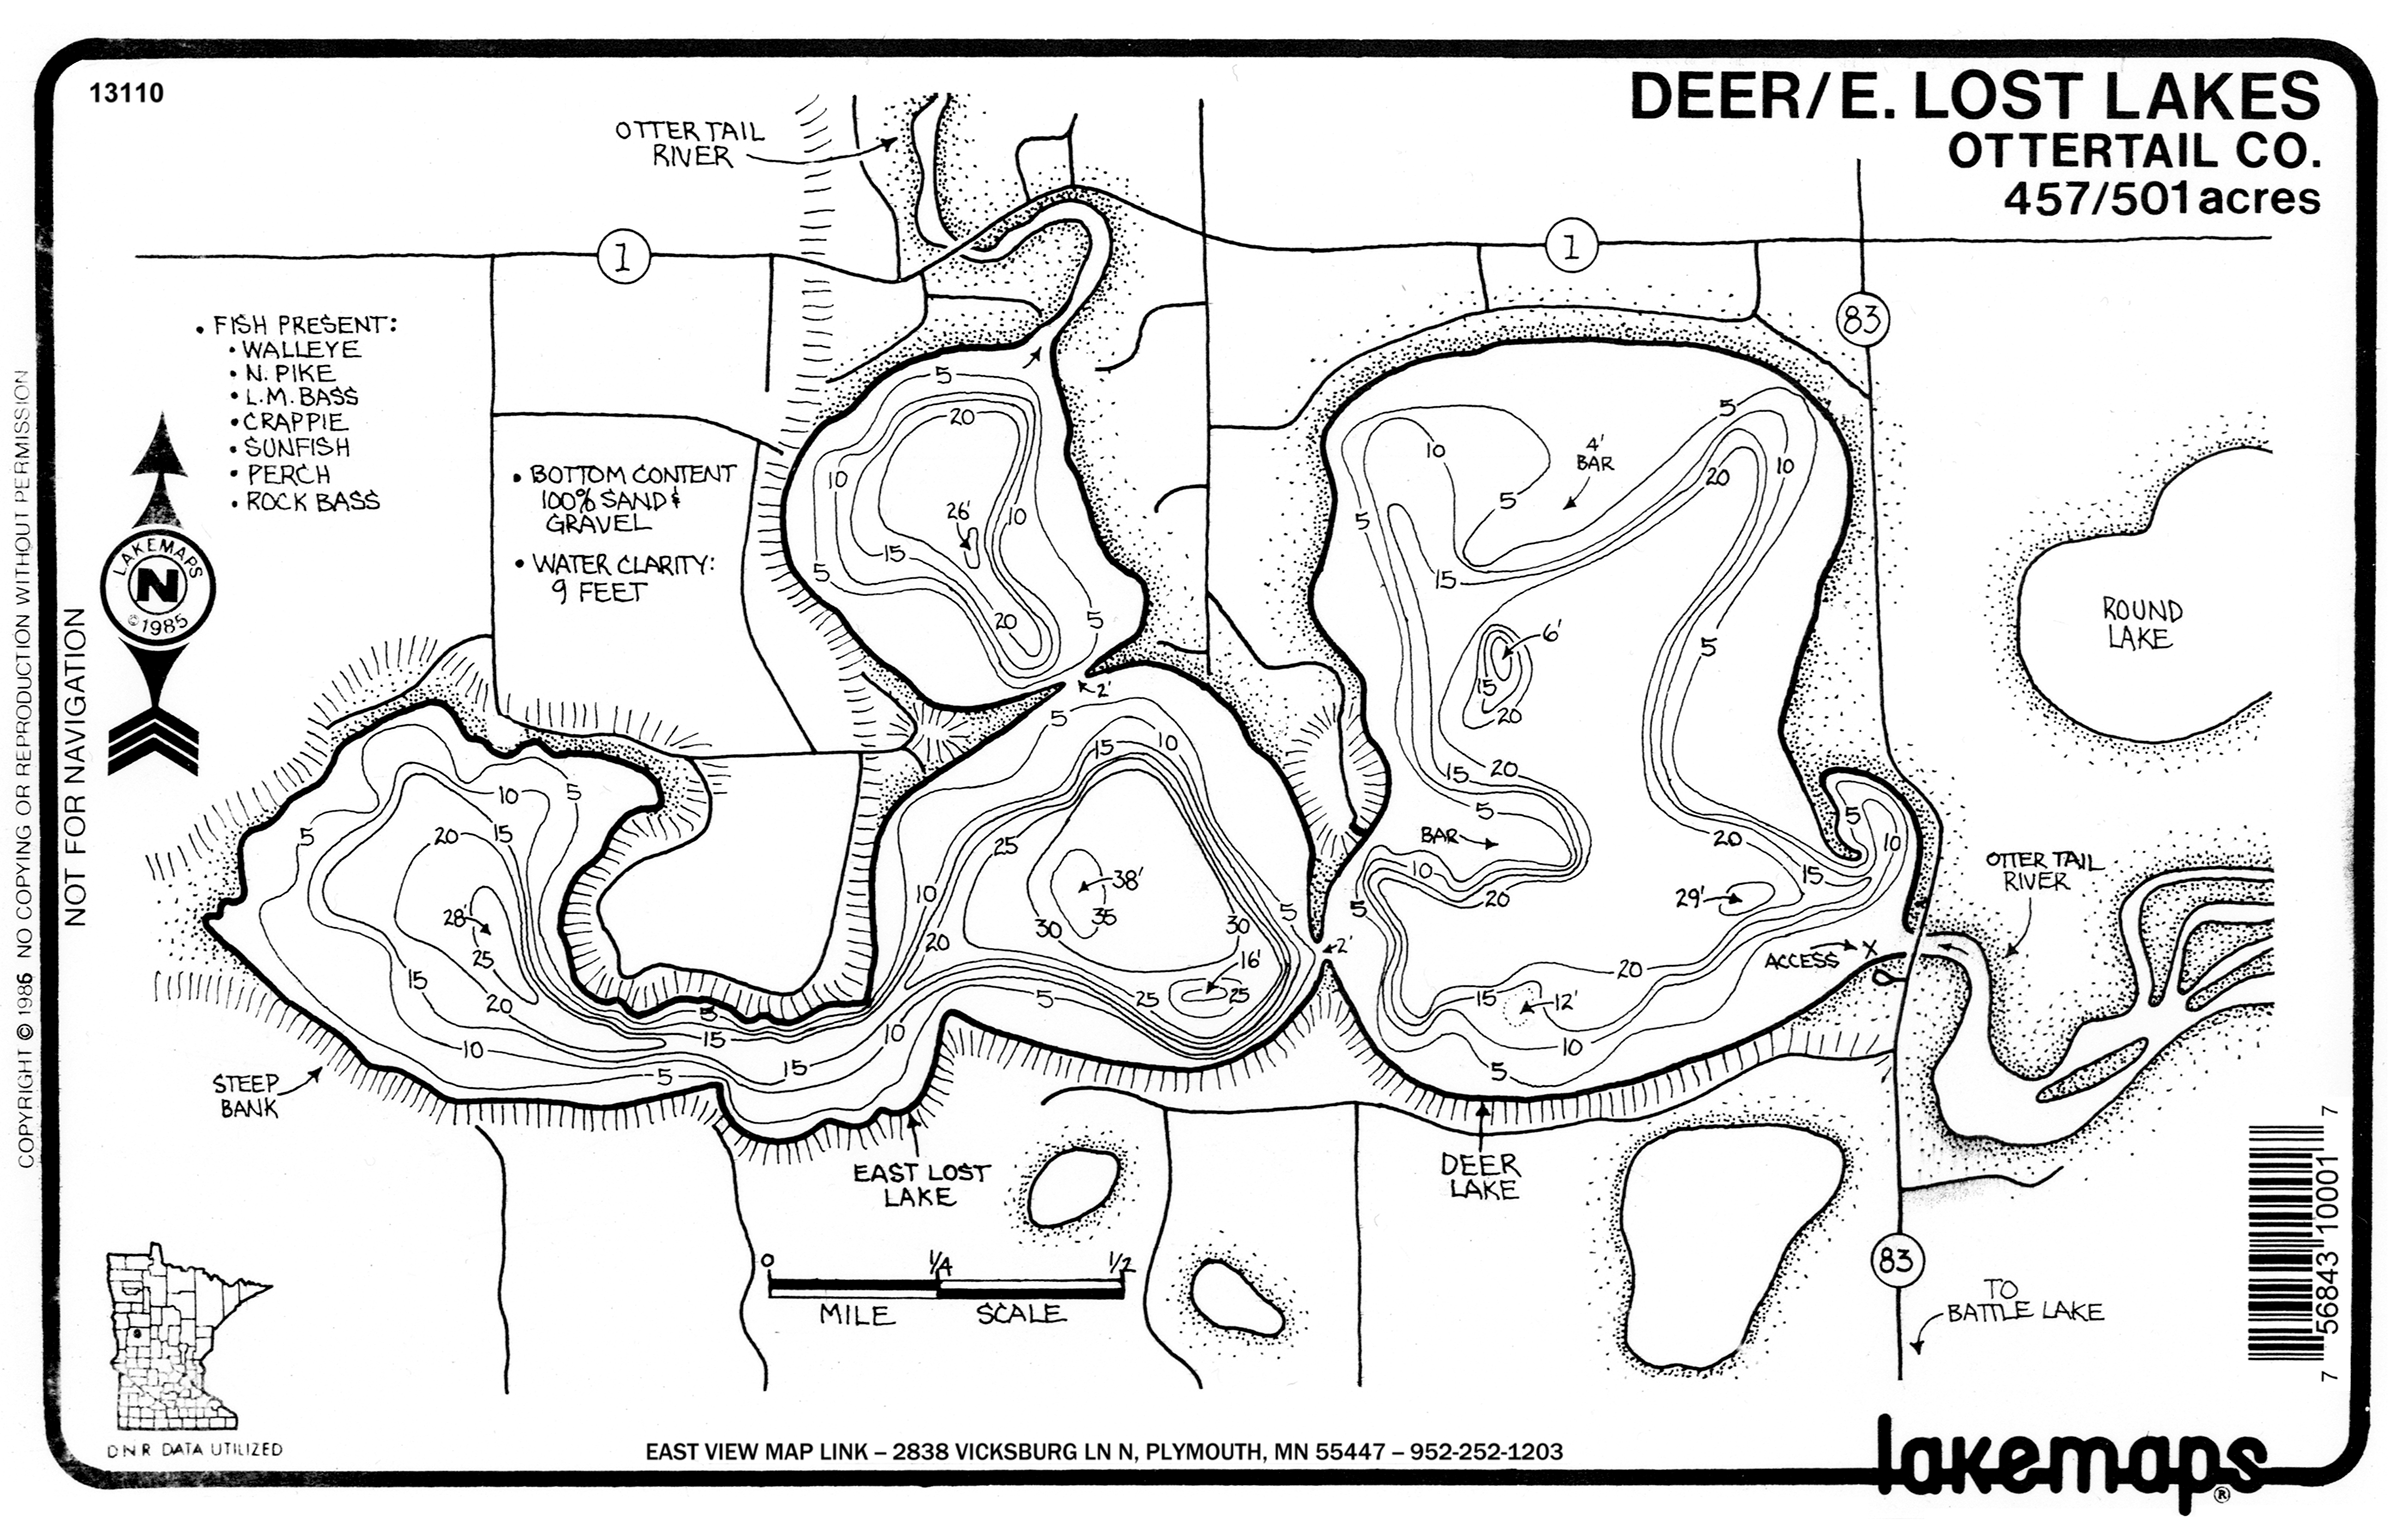 13110
DEER/E. LOST LAKES
OTTERTAIL CO.
457/501 acres
OTTER TAIL
RIVER
1
1
83
• FISH PRESENT:
• WALLEYE
• N. PIKE
• L.M. BASS
• CRAPPIE
• SUNFISH
• PERCH
• ROCK BASS
• BOTTOM CONTENT
100% SAND &
GRAVEL
• WATER CLARITY:
9 FEET
LAKEMAPS
N
©1985
NOT FOR NAVIGATION
COPYRIGHT © 1986 NO COPYING OR REPRODUCTION WITHOUT PERMISSION
5
20
10
26'
10
15
5
20
5
2'
5
15
10
5
10
5
20
15
28'
25
15
20
10
5
5
15
15
10
25
10
20
38'
35
30
30
5
16'
25
25
5
2'
5
10
4'
BAR
5
5
20
10
15
6'
15
20
5
15
20
5
BAR
10
20
5
20
15
29'
5
10
ACCESS X
20
15
12'
10
5
ROUND
LAKE
OTTER TAIL
RIVER
STEEP
BANK
EAST LOST
LAKE
DEER
LAKE
0 1/4 1/2
MILE SCALE
83
TO
BATTLE LAKE
DNR DATA UTILIZED
EAST VIEW MAP LINK – 2838 VICKSBURG LN N, PLYMOUTH, MN 55447 – 952-252-1203
7 56843 10001 7
lakemaps®